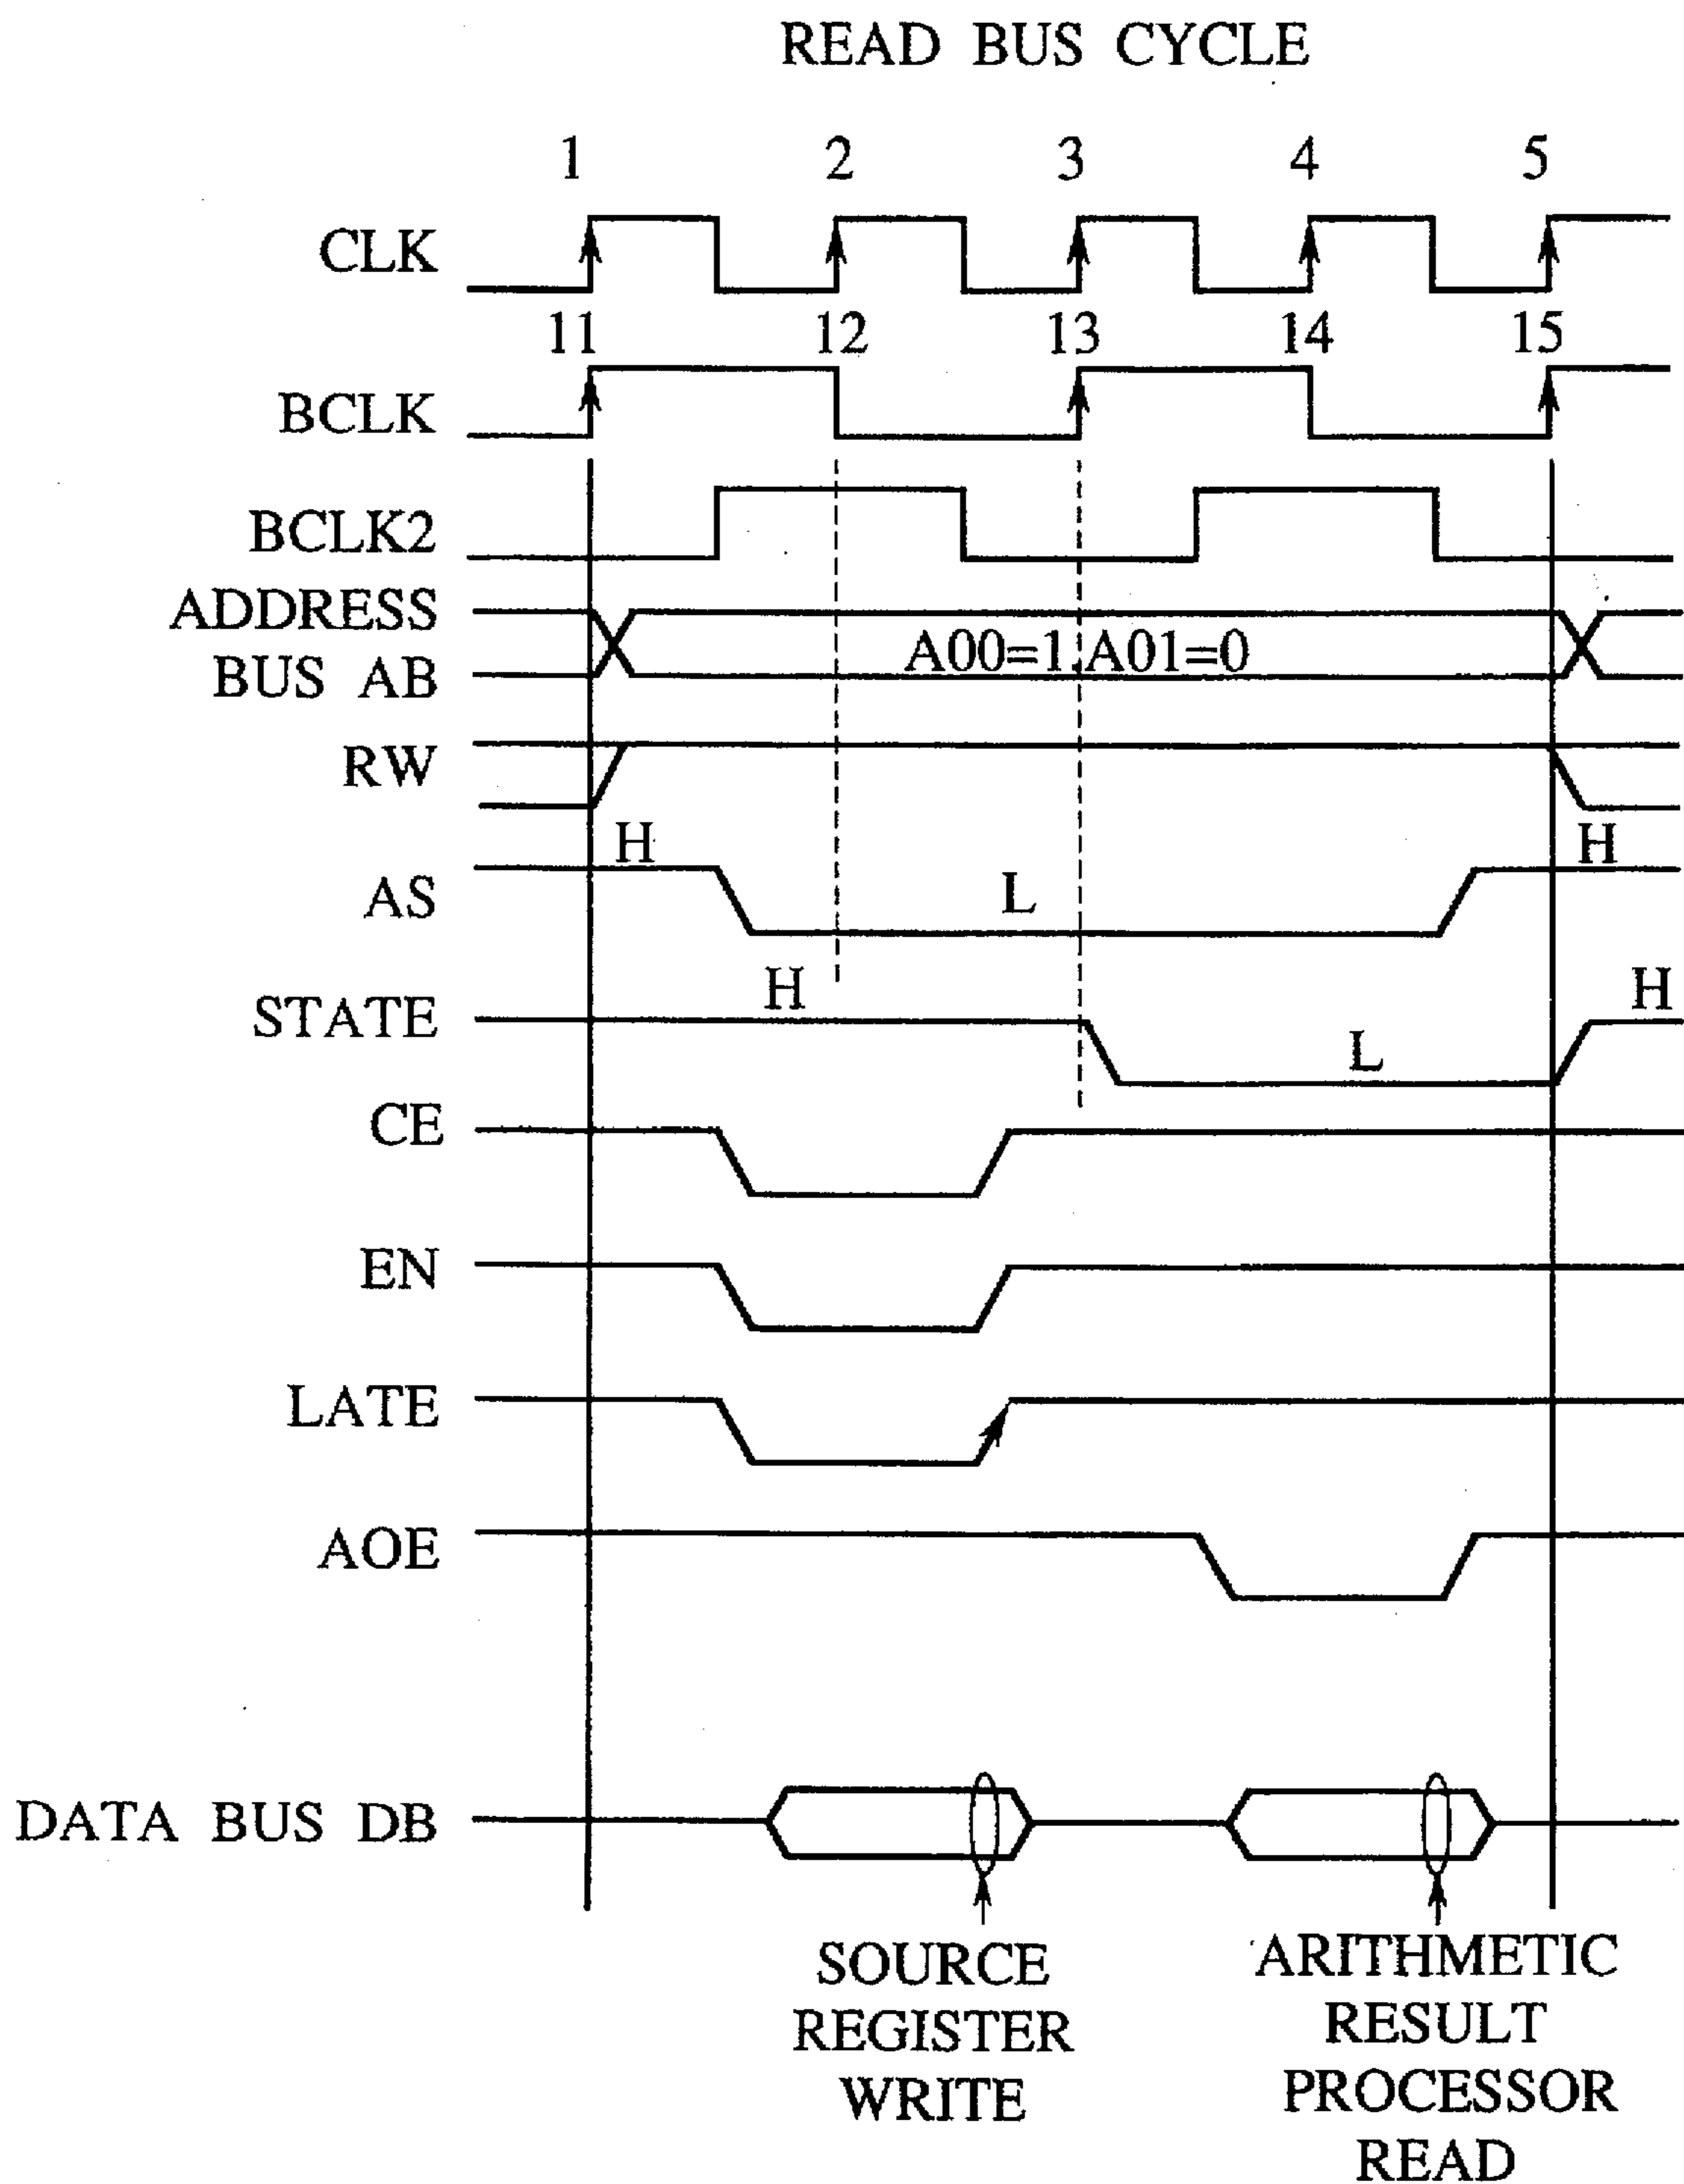 READ BUS CYCLE
1 2 3 4 5
CLK
11 12 13 14 15
BCLK
BCLK2
ADDRESS
BUS AB
A00=1,A01=0
RW
H H
AS
L
H H
STATE
L
CE
EN
LATE
AOE
DATA BUS DB
SOURCE
REGISTER
WRITE
ARITHMETIC
RESULT
PROCESSOR
READ